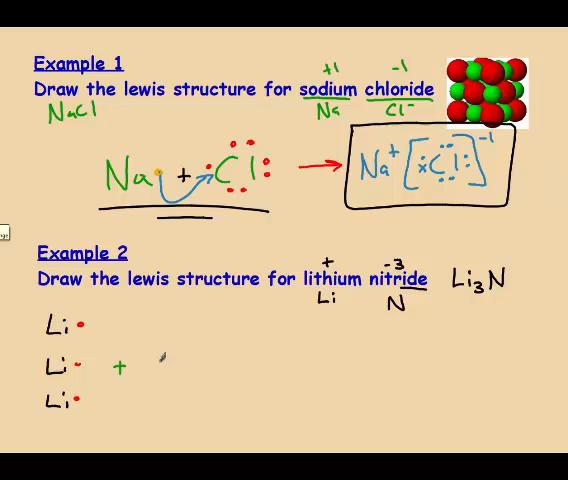 Example 1
+1 -1
Draw the lewis structure for sodium chloride
NaCl Na Cl⁻
Na + Cl → Na⁺ [x Cl]⁻¹
Example 2
+ -3
Draw the lewis structure for lithium nitride Li₃N
Li N
Li
Li +
Li